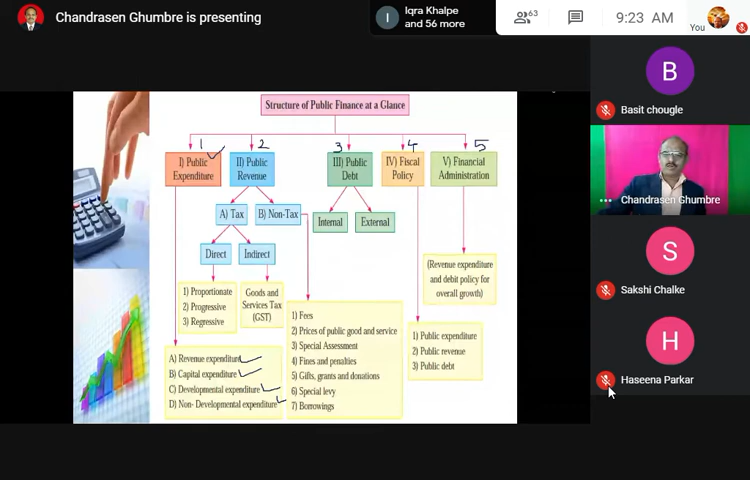 Chandrasen Ghumbre is presenting
I
Iqra Khalpe
and 56 more
63
9:23 AM
You
Structure of Public Finance at a Glance
1
2
3
4
5
I) Public
Expenditure
II) Public
Revenue
III) Public
Debt
IV) Fiscal
Policy
V) Financial
Administration
A) Tax
B) Non-Tax
Internal
External
Direct
Indirect
(Revenue expenditure
and debit policy for
overall growth)
1) Proportionate
2) Progressive
3) Regressive
Goods and
Services Tax
(GST)
1) Fees
2) Prices of public good and service
3) Special Assessment
4) Fines and penalties
5) Gifts, grants and donations
6) Special levy
7) Borrowings
1) Public expenditure
2) Public revenue
3) Public debt
A) Revenue expenditure
B) Capital expenditure
C) Developmental expenditure
D) Non- Developmental expenditure
B
Basit chougle
Chandrasen Ghumbre
S
Sakshi Chalke
H
Haseena Parkar